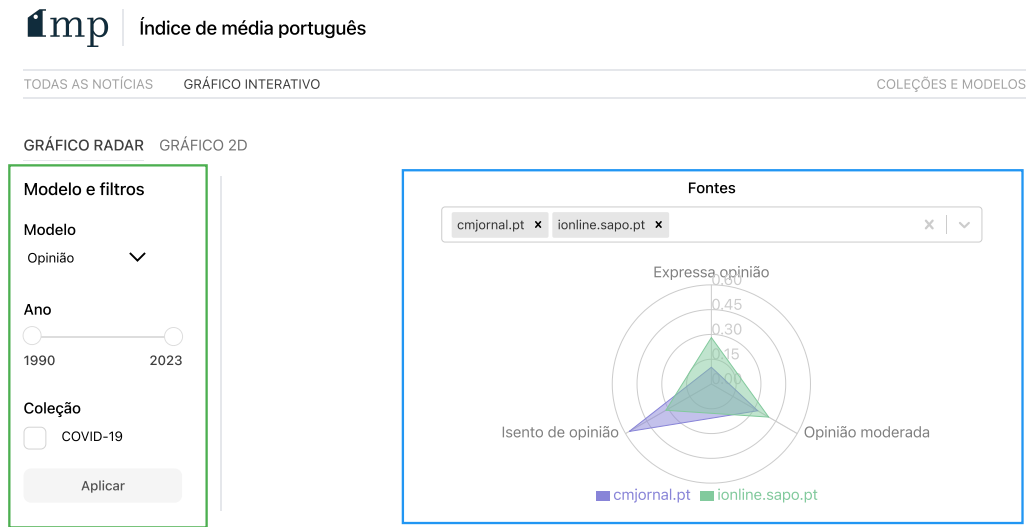 imp Índice de média português
TODAS AS NOTÍCIAS GRÁFICO INTERATIVO COLEÇÕES E MODELOS
GRÁFICO RADAR GRÁFICO 2D
Modelo e filtros
Modelo
Opinião
Ano
1990 2023
Coleção
COVID-19
Aplicar
Fontes
cmjornal.pt × ionline.sapo.pt ×
Expressa opinião
0.60
0.45
0.30
0.15
0.00
Isento de opinião Opinião moderada
cmjornal.pt ionline.sapo.pt